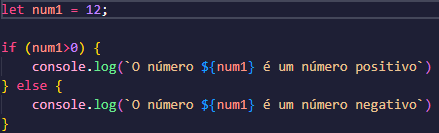 let num1 = 12;
if (num1>0) {
console.log(`O número ${num1} é um número positivo`)
} else {
console.log(`O número ${num1} é um número negativo`)
}